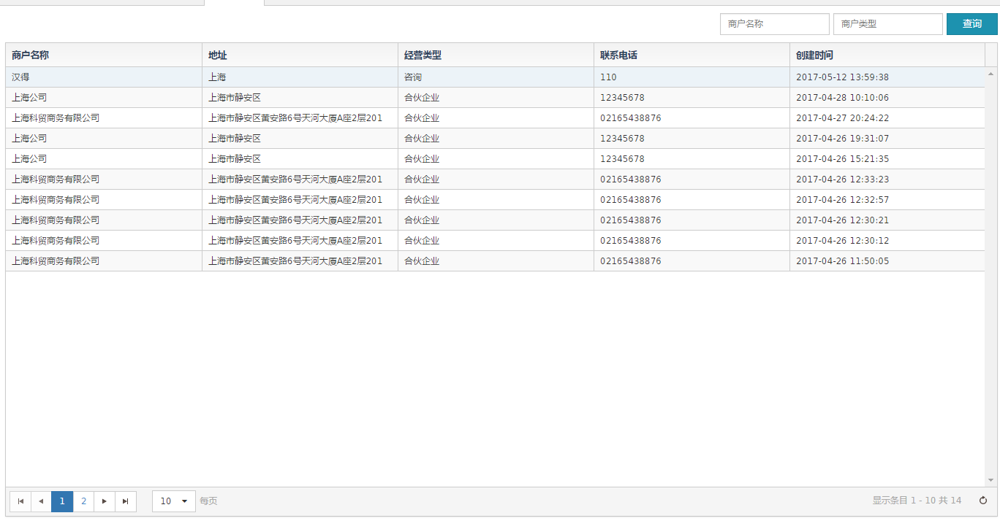 商户名称 商户类型 查询
商户名称 地址 经营类型 联系电话 创建时间
汉得 上海 咨询 110 2017-05-12 13:59:38
上海公司 上海市静安区 合伙企业 12345678 2017-04-28 10:10:06
上海科贸商务有限公司 上海市静安区黄安路6号天河大厦A座2层201 合伙企业 02165438876 2017-04-27 20:24:22
上海公司 上海市静安区 合伙企业 12345678 2017-04-26 19:31:07
上海公司 上海市静安区 合伙企业 12345678 2017-04-26 15:21:35
上海科贸商务有限公司 上海市静安区黄安路6号天河大厦A座2层201 合伙企业 02165438876 2017-04-26 12:33:23
上海科贸商务有限公司 上海市静安区黄安路6号天河大厦A座2层201 合伙企业 02165438876 2017-04-26 12:32:57
上海科贸商务有限公司 上海市静安区黄安路6号天河大厦A座2层201 合伙企业 02165438876 2017-04-26 12:30:21
上海科贸商务有限公司 上海市静安区黄安路6号天河大厦A座2层201 合伙企业 02165438876 2017-04-26 12:30:12
上海科贸商务有限公司 上海市静安区黄安路6号天河大厦A座2层201 合伙企业 02165438876 2017-04-26 11:50:05
1 2 10 每页 显示条目 1 - 10 共 14